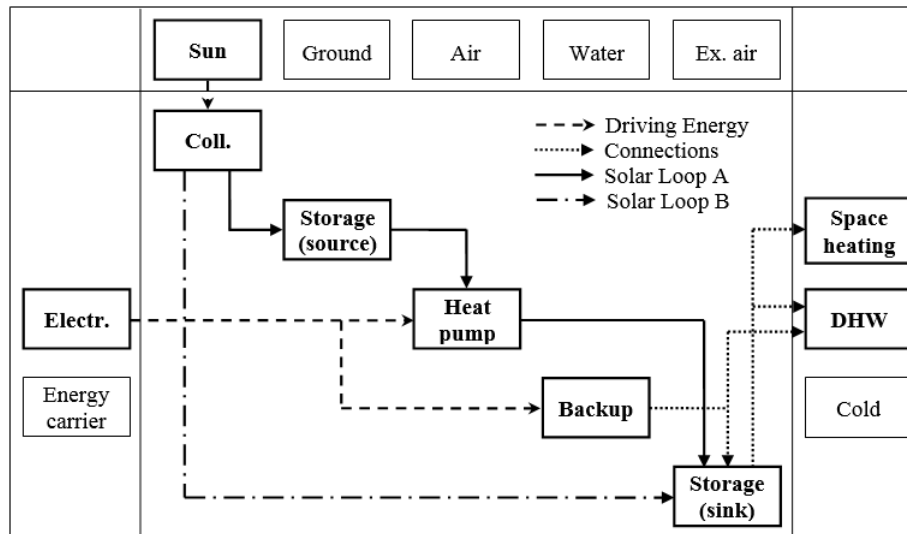 Sun
Ground
Air
Water
Ex. air
Coll.
Driving Energy
Connections
Solar Loop A
Solar Loop B
Storage
(source)
Space
heating
Electr.
Heat
pump
DHW
Energy
carrier
Backup
Cold
Storage
(sink)